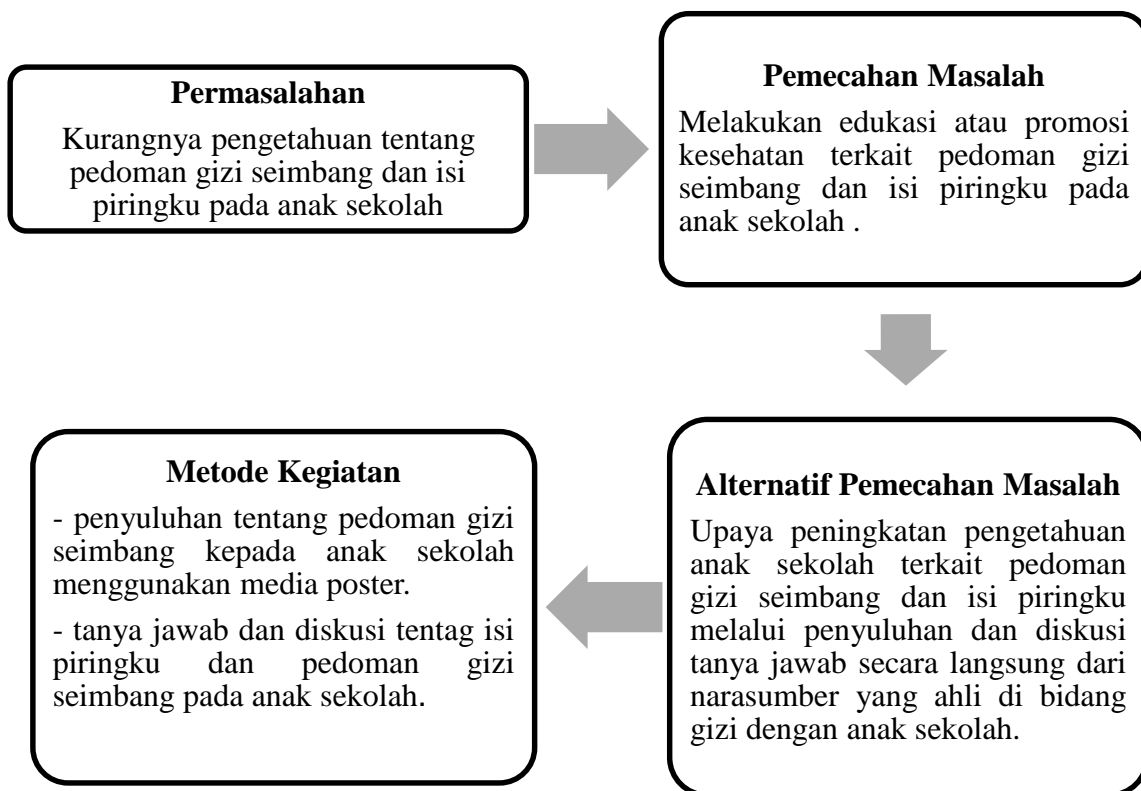 Permasalahan
Kurangnya pengetahuan tentang
pedoman gizi seimbang dan isi
piringku pada anak sekolah
Pemecahan Masalah
Melakukan edukasi atau promosi
kesehatan terkait pedoman gizi
seimbang dan isi piringku pada
anak sekolah .
Alternatif Pemecahan Masalah
Upaya peningkatan pengetahuan
anak sekolah terkait pedoman
gizi seimbang dan isi piringku
melalui penyuluhan dan diskusi
tanya jawab secara langsung dari
narasumber yang ahli di bidang
gizi dengan anak sekolah.
Metode Kegiatan
- penyuluhan tentang pedoman gizi
seimbang kepada anak sekolah
menggunakan media poster.
- tanya jawab dan diskusi tentag isi
piringku dan pedoman gizi
seimbang pada anak sekolah.